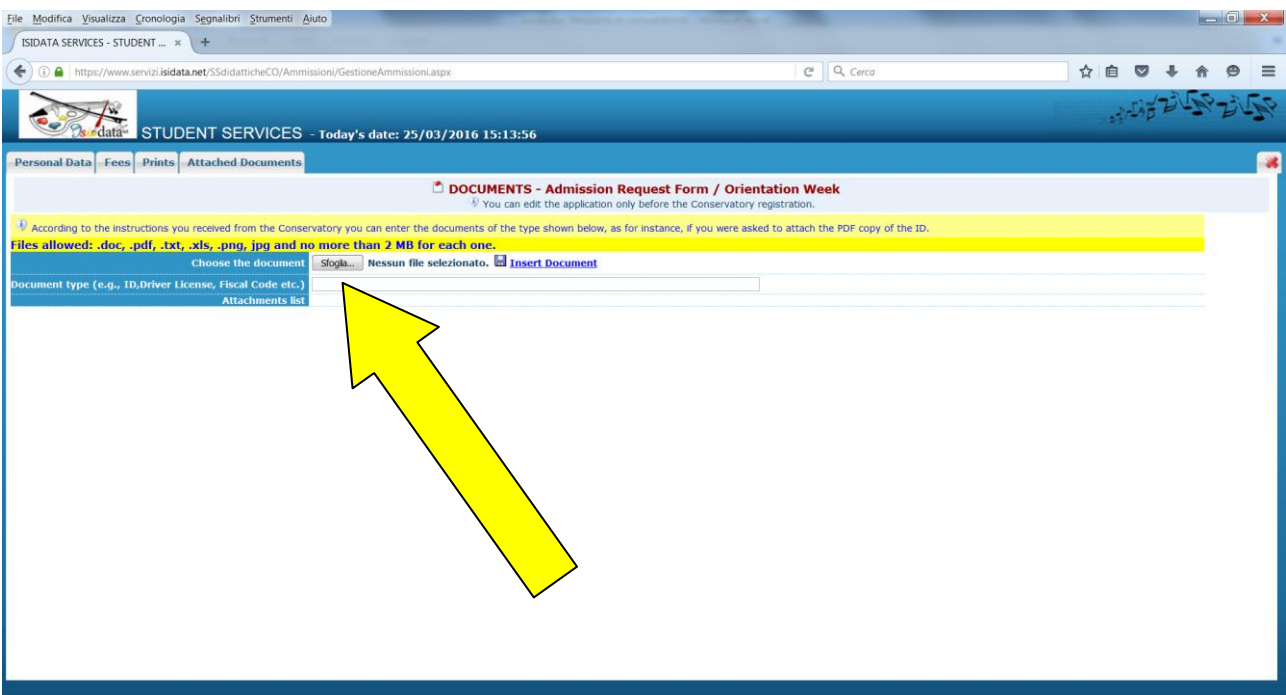 File Modifica Visualizza Cronologia Segnalibri Strumenti Aiuto
ISIDATA SERVICES - STUDENT ... × +
https://www.servizi.isidata.net/SSdidatticheCO/Ammissioni/GestioneAmmissioni.aspx Cerca
Isidata STUDENT SERVICES - Today's date: 25/03/2016 15:13:56
Personal Data Fees Prints Attached Documents
DOCUMENTS - Admission Request Form / Orientation Week
You can edit the application only before the Conservatory registration.
According to the instructions you received from the Conservatory you can enter the documents of the type shown below, as for instance, if you were asked to attach the PDF copy of the ID.
Files allowed: .doc, .pdf, .txt, .xls, .png, jpg and no more than 2 MB for each one.
Choose the document Sfoglia... Nessun file selezionato. Insert Document
Document type (e.g., ID,Driver License, Fiscal Code etc.)
Attachments list